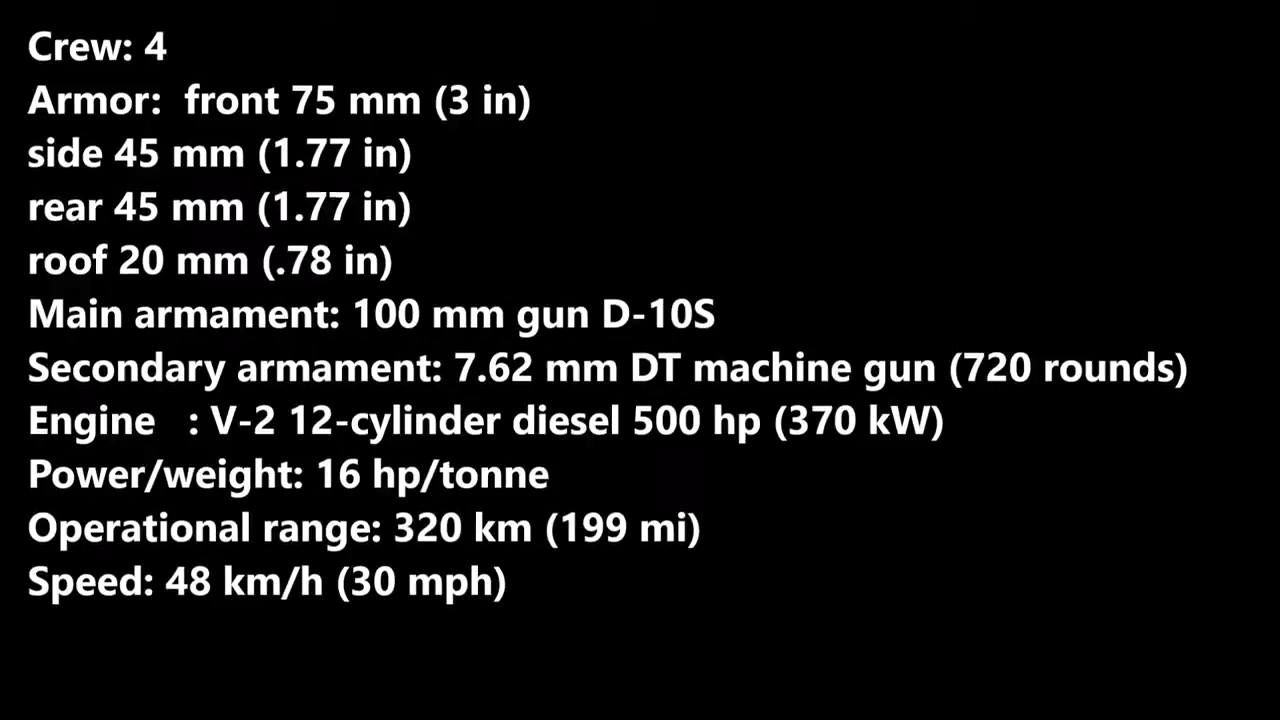 Crew: 4
Armor:  front 75 mm (3 in)
side 45 mm (1.77 in)
rear 45 mm (1.77 in)
roof 20 mm (.78 in)
Main armament: 100 mm gun D-10S
Secondary armament: 7.62 mm DT machine gun (720 rounds)
Engine   : V-2 12-cylinder diesel 500 hp (370 kW)
Power/weight: 16 hp/tonne
Operational range: 320 km (199 mi)
Speed: 48 km/h (30 mph)